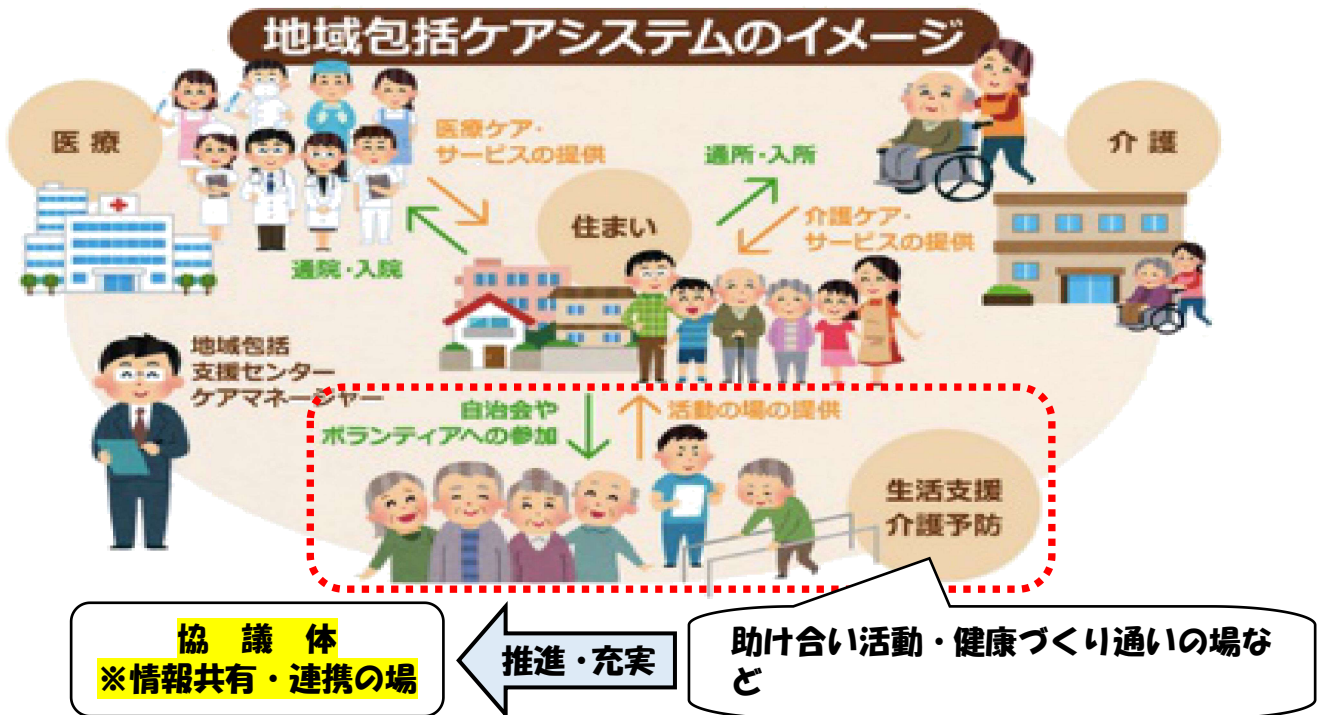 地域包括ケアシステムのイメージ
医療
医療ケア・
サービスの提供
通院・入院
住まい
通所・入所
介護ケア・
サービスの提供
介護
地域包括
支援センター
ケアマネージャー
自治会や
ボランティアへの参加
活動の場の提供
生活支援
介護予防
協　議　体
※情報共有・連携の場
推進・充実
助け合い活動・健康づくり通いの場な
ど